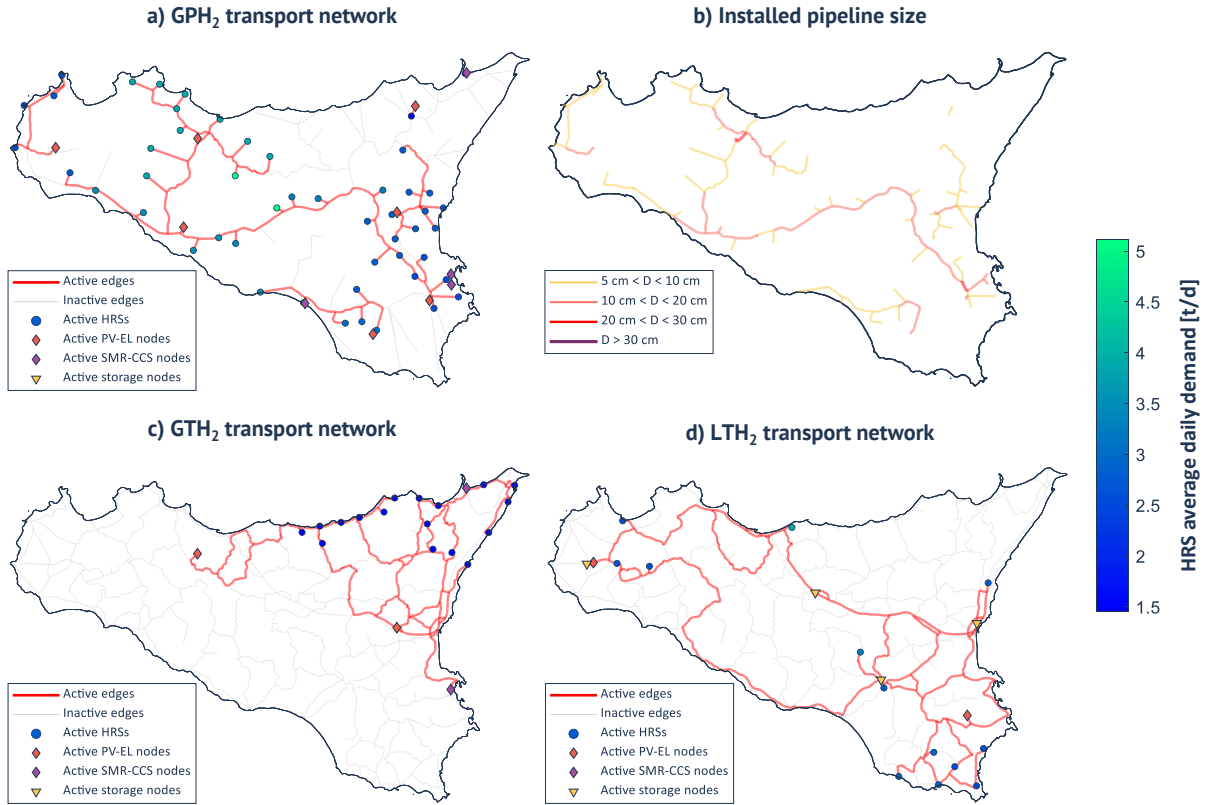 a) GPH₂ transport network
b) Installed pipeline size
Active edges
Inactive edges
Active HRSs
Active PV-EL nodes
Active SMR-CCS nodes
Active storage nodes
5 cm < D < 10 cm
10 cm < D < 20 cm
20 cm < D < 30 cm
D > 30 cm
c) GTH₂ transport network
d) LTH₂ transport network
Active edges
Inactive edges
Active HRSs
Active PV-EL nodes
Active SMR-CCS nodes
Active storage nodes
Active edges
Inactive edges
Active HRSs
Active PV-EL nodes
Active SMR-CCS nodes
Active storage nodes
5
4.5
4
3.5
3
2.5
2
1.5
HRS average daily demand [t/d]